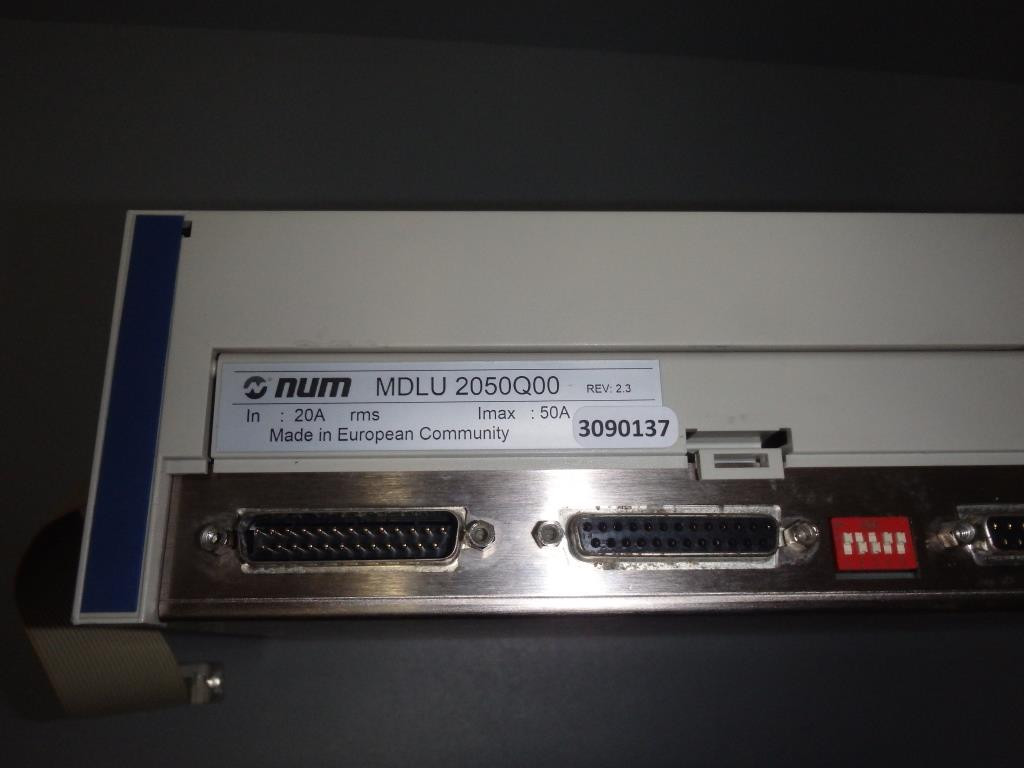 num MDLU 2050Q00 REV: 2.3
In : 20A rms Imax : 50A
Made in European Community
3090137